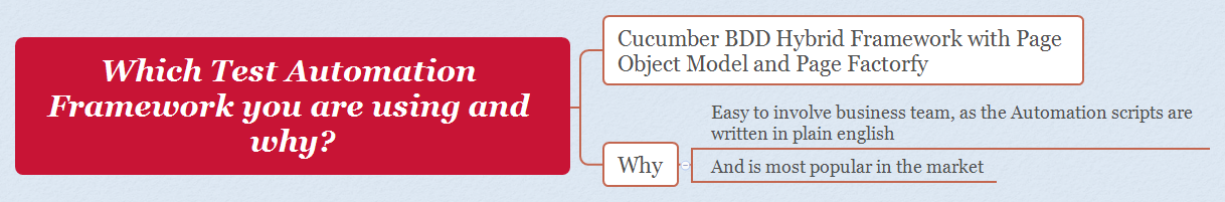 Which Test Automation
Framework you are using and
why?
Cucumber BDD Hybrid Framework with Page
Object Model and Page Factorfy
Why
Easy to involve business team, as the Automation scripts are
written in plain english
And is most popular in the market